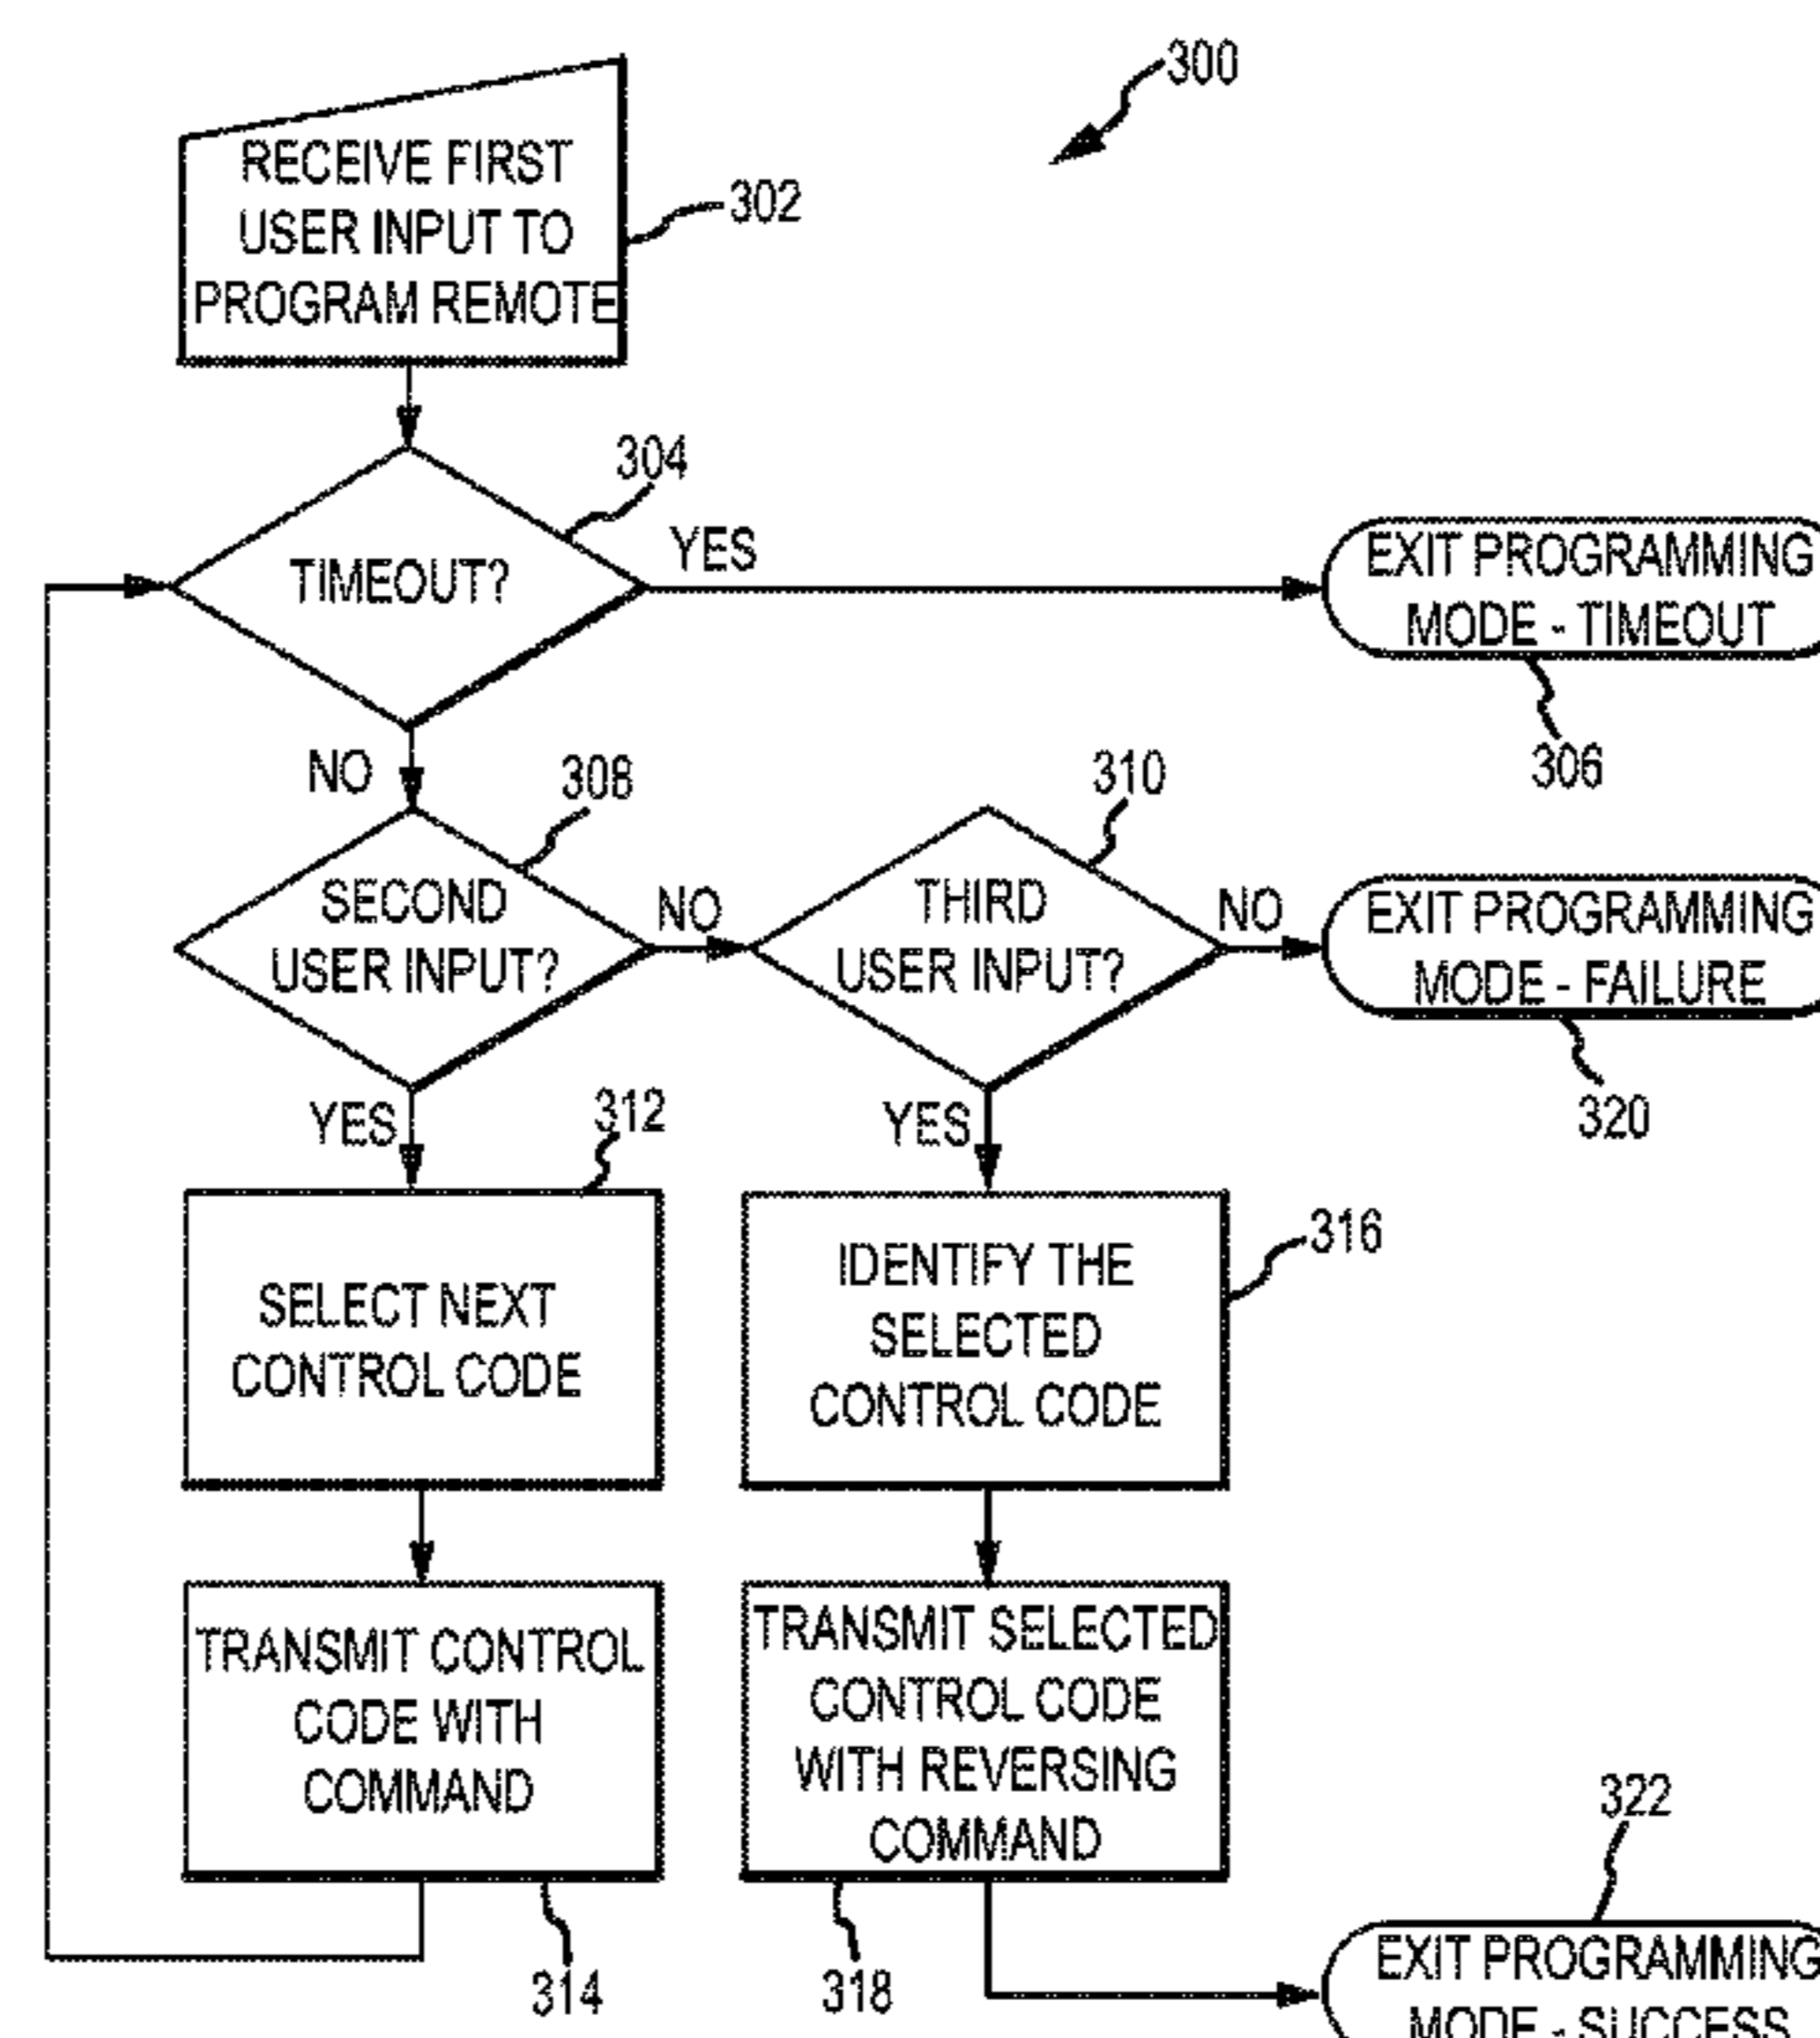 300
RECEIVE FIRST
USER INPUT TO
PROGRAM REMOTE
302
304
TIMEOUT?
YES
EXIT PROGRAMMING
MODE - TIMEOUT
306
NO
308
310
SECOND
USER INPUT?
NO
THIRD
USER INPUT?
NO
EXIT PROGRAMMING
MODE - FAILURE
320
YES
312
YES
SELECT NEXT
CONTROL CODE
IDENTIFY THE
SELECTED
CONTROL CODE
316
TRANSMIT CONTROL
CODE WITH
COMMAND
314
TRANSMIT SELECTED
CONTROL CODE
WITH REVERSING
COMMAND
318
322
EXIT PROGRAMMING
MODE - SUCCESS